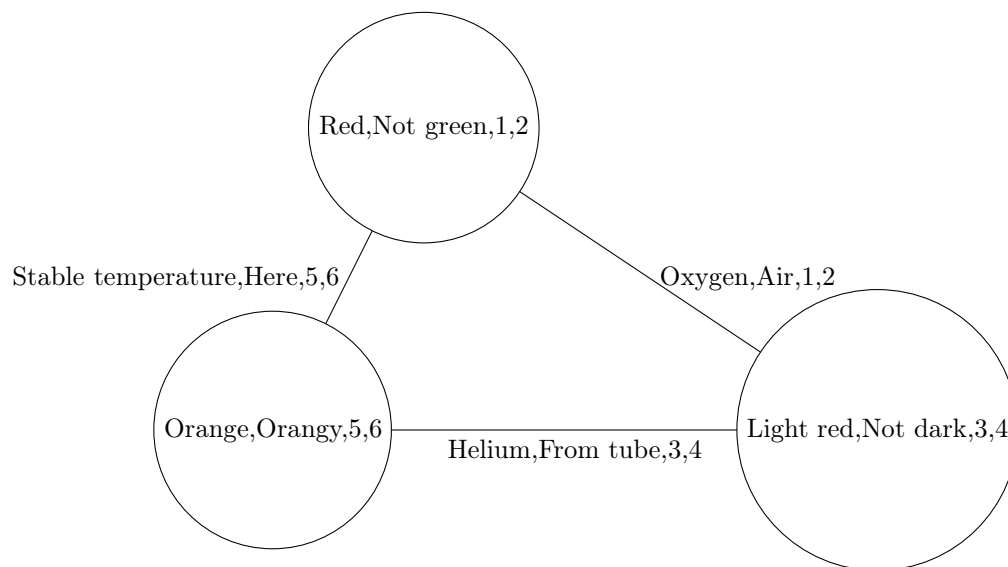 Red,Not green,1,2
Stable temperature,Here,5,6
Oxygen,Air,1,2
Orange,Orangy,5,6
Light red,Not dark,3,4
Helium,From tube,3,4